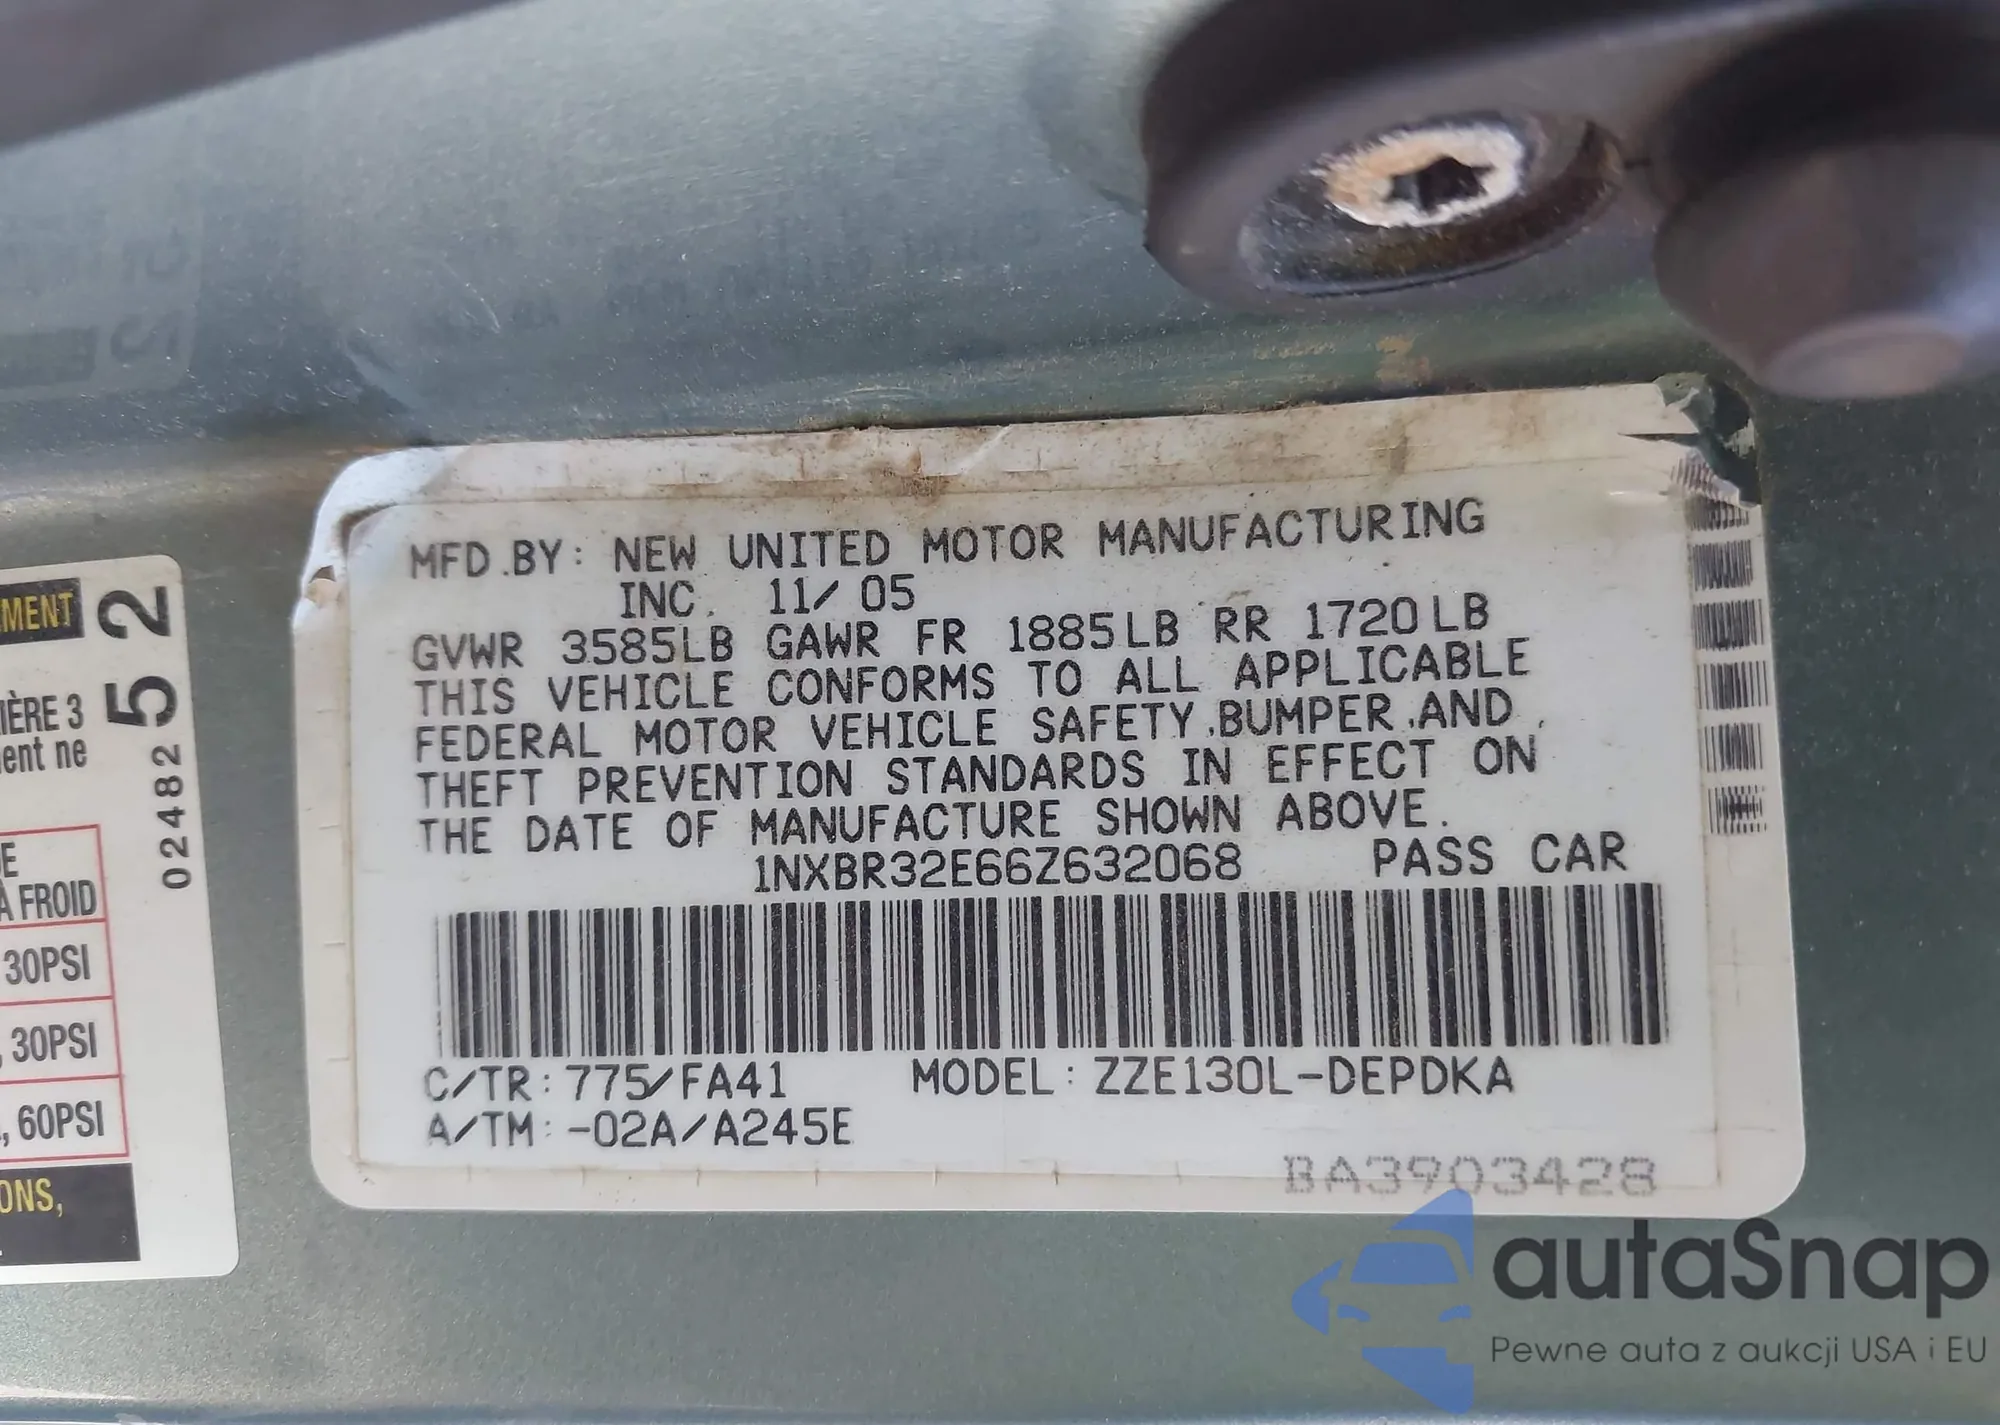 MFD.BY: NEW UNITED MOTOR MANUFACTURING
INC. 11/ 05
GVWR 3585LB GAWR FR 1885LB RR 1720LB
THIS VEHICLE CONFORMS TO ALL APPLICABLE
FEDERAL MOTOR VEHICLE SAFETY,BUMPER,AND
THEFT PREVENTION STANDARDS IN EFFECT ON
THE DATE OF MANUFACTURE SHOWN ABOVE.
1NXBR32E66Z632068 PASS CAR
C/TR: 775/FA41 MODEL: ZZE130L-DEPDKA
A/TM: -02A/A245E
BA3903428
02482
52
EMENT
IÈRE 3
ent ne
À FROID
30PSI
, 30PSI
, 60PSI
ONS,
autaSnap
Pewne auta z aukcji USA i EU